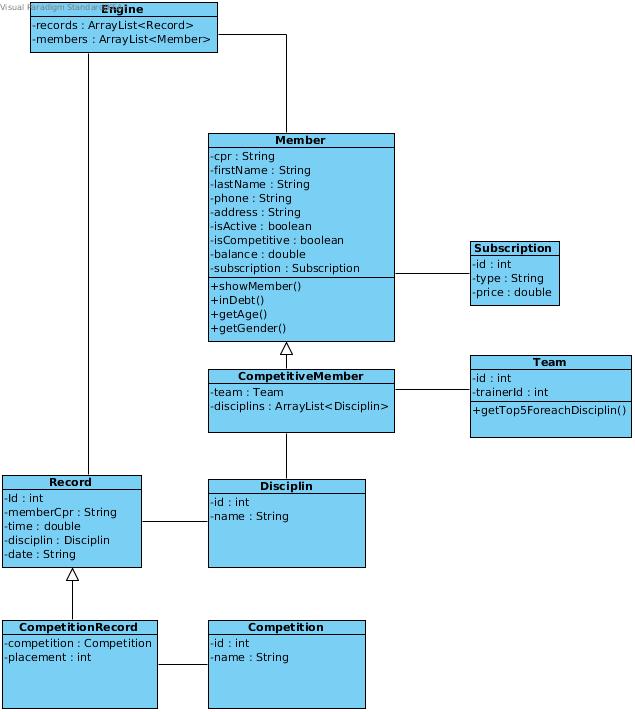 Visual Paradigm Standard
Engine
-records : ArrayList<Record>
-members : ArrayList<Member>
Member
-cpr : String
-firstName : String
-lastName : String
-phone : String
-address : String
-isActive : boolean
-isCompetitive : boolean
-balance : double
-subscription : Subscription
+showMember()
+inDebt()
+getAge()
+getGender()
Subscription
-id : int
-type : String
-price : double
CompetitiveMember
-team : Team
-disciplins : ArrayList<Disciplin>
Team
-id : int
-trainerId : int
+getTop5ForeachDisciplin()
Record
-Id : int
-memberCpr : String
-time : double
-disciplin : Disciplin
-date : String
Disciplin
-id : int
-name : String
CompetitionRecord
-competition : Competition
-placement : int
Competition
-id : int
-name : String